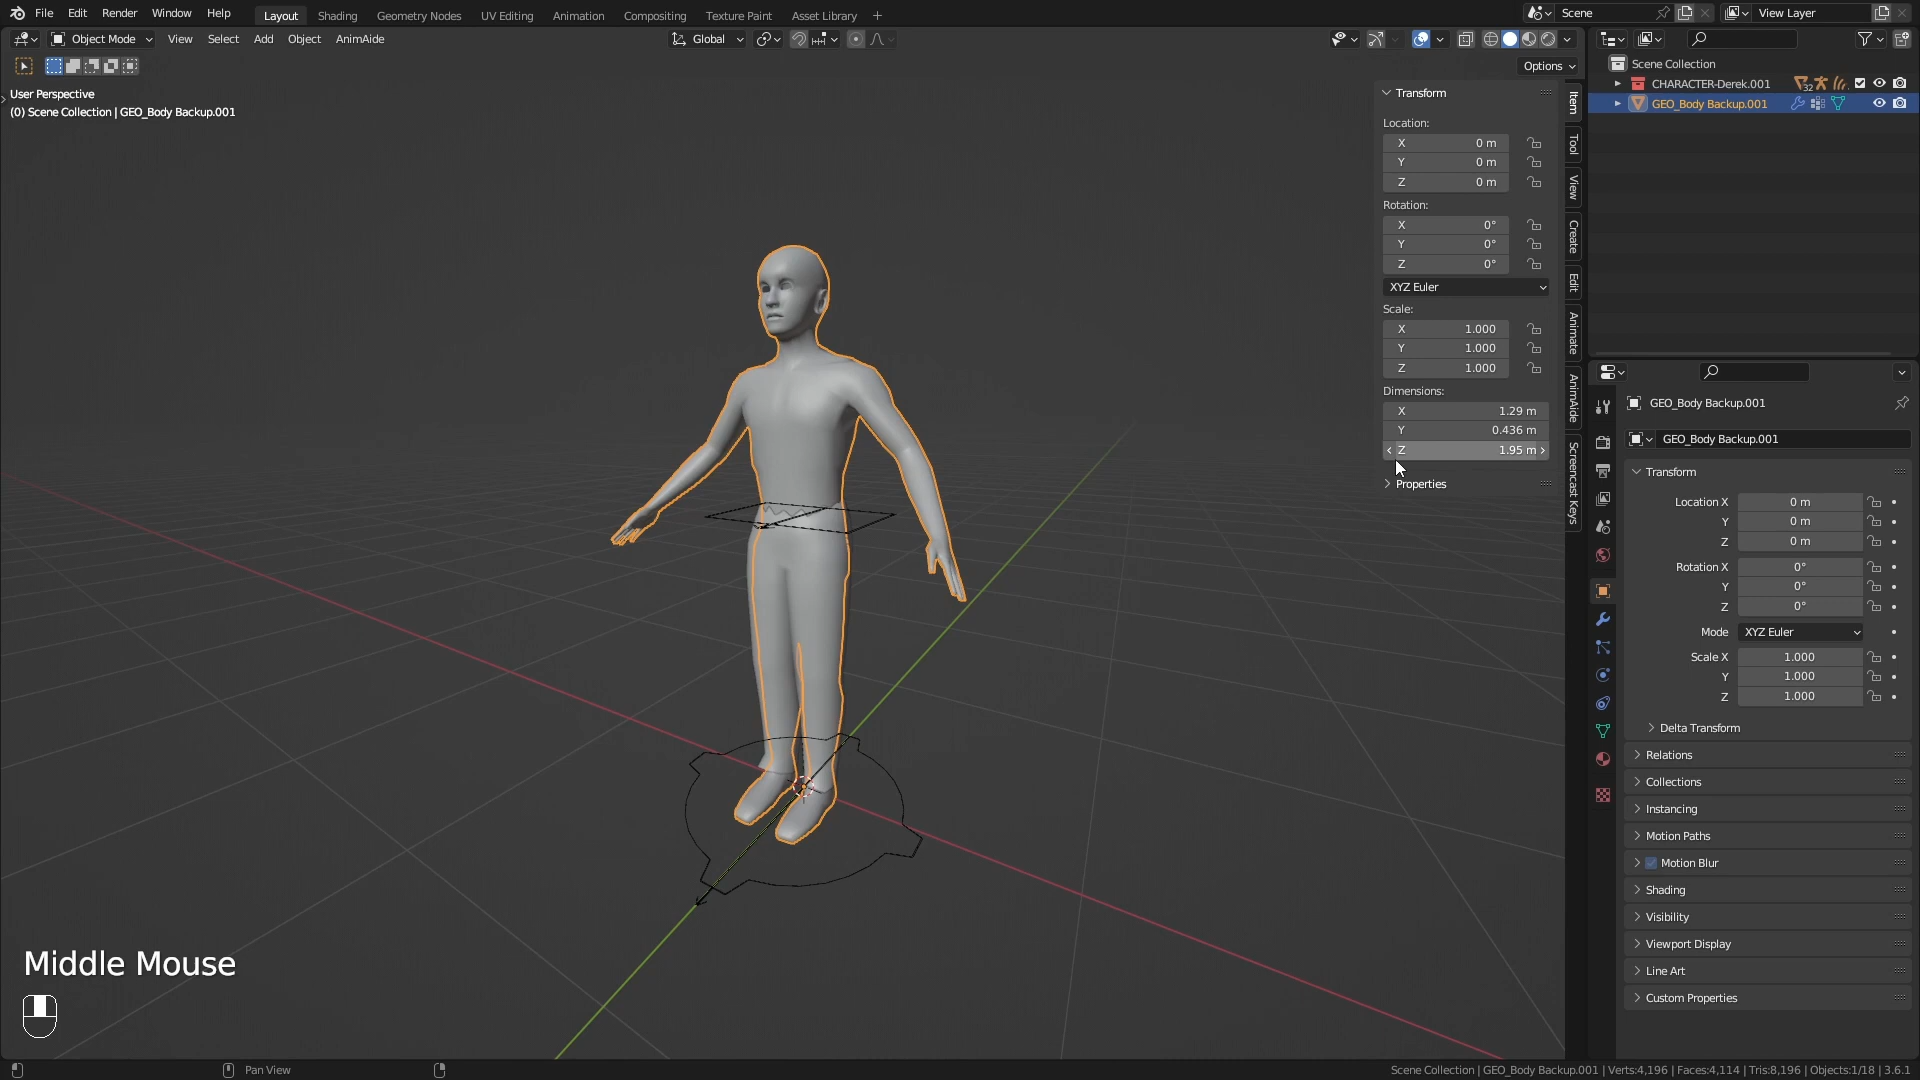 File Edit Render Window Help Layout Shading Geometry Nodes UV Editing Animation Compositing Texture Paint Asset Library + Scene View Layer
Object Mode View Select Add Object AnimAide Global
Options
User Perspective
(0) Scene Collection | GEO_Body Backup.001
Transform
Location:
X 0 m
Y 0 m
Z 0 m
Rotation:
X 0°
Y 0°
Z 0°
XYZ Euler
Scale:
X 1.000
Y 1.000
Z 1.000
Dimensions:
X 1.29 m
Y 0.436 m
Z 1.95 m
Properties
Item
Tool
View
Create
Edit
Animate
AnimAide
Screencast Keys
Scene Collection
CHARACTER-Derek.001 32
GEO_Body Backup.001
GEO_Body Backup.001
GEO_Body Backup.001
Transform
Location X 0 m
Y 0 m
Z 0 m
Rotation X 0°
Y 0°
Z 0°
Mode XYZ Euler
Scale X 1.000
Y 1.000
Z 1.000
Delta Transform
Relations
Collections
Instancing
Motion Paths
Motion Blur
Shading
Visibility
Viewport Display
Line Art
Custom Properties
Middle Mouse
Pan View
Scene Collection | GEO_Body Backup.001 | Verts:4,196 | Faces:4,114 | Tris:8,196 | Objects:1/18 | 3.6.1